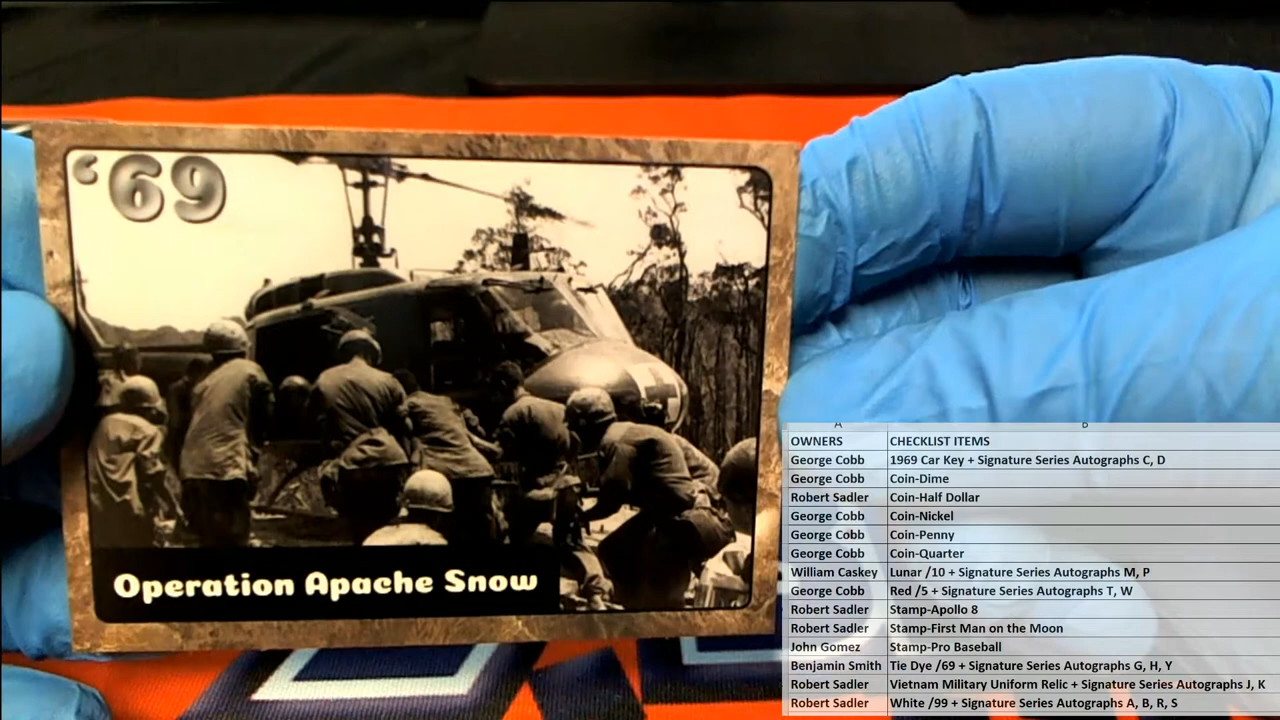 ‘69
Operation Apache Snow
A B
OWNERS CHECKLIST ITEMS
George Cobb 1969 Car Key + Signature Series Autographs C, D
George Cobb Coin-Dime
Robert Sadler Coin-Half Dollar
George Cobb Coin-Nickel
George Cobb Coin-Penny
George Cobb Coin-Quarter
William Caskey Lunar /10 + Signature Series Autographs M, P
George Cobb Red /5 + Signature Series Autographs T, W
Robert Sadler Stamp-Apollo 8
Robert Sadler Stamp-First Man on the Moon
John Gomez Stamp-Pro Baseball
Benjamin Smith Tie Dye /69 + Signature Series Autographs G, H, Y
Robert Sadler Vietnam Military Uniform Relic + Signature Series Autographs J, K
Robert Sadler White /99 + Signature Series Autographs A, B, R, S